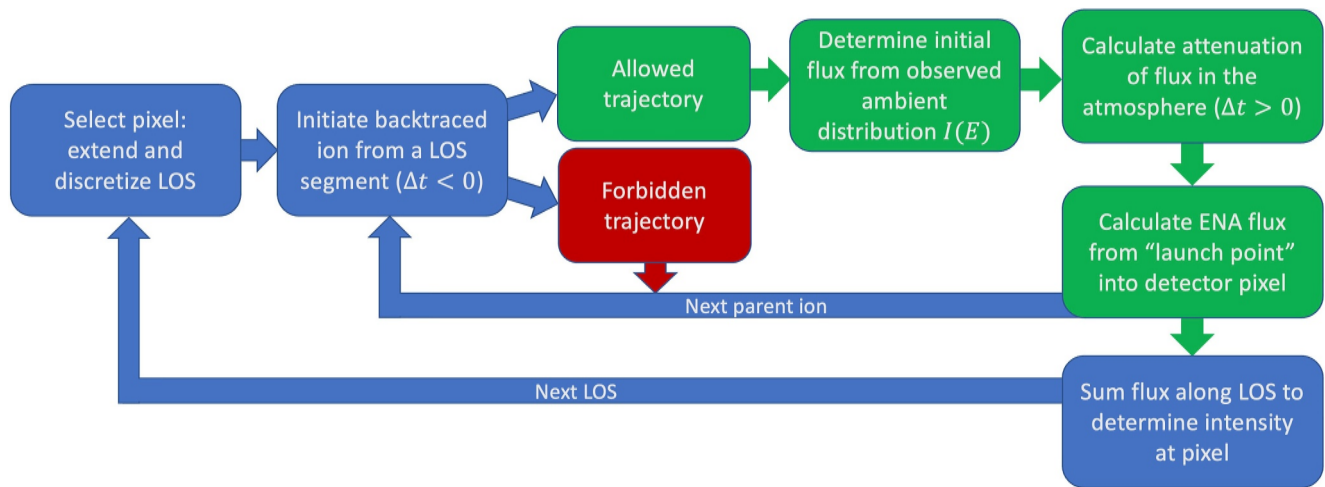 Select pixel:
extend and
discretize LOS
Initiate backtraced
ion from a LOS
segment (Δt < 0)
Allowed
trajectory
Forbidden
trajectory
Determine initial
flux from observed
ambient
distribution I(E)
Calculate attenuation
of flux in the
atmosphere (Δt > 0)
Calculate ENA flux
from “launch point”
into detector pixel
Next parent ion
Sum flux along LOS to
determine intensity
at pixel
Next LOS